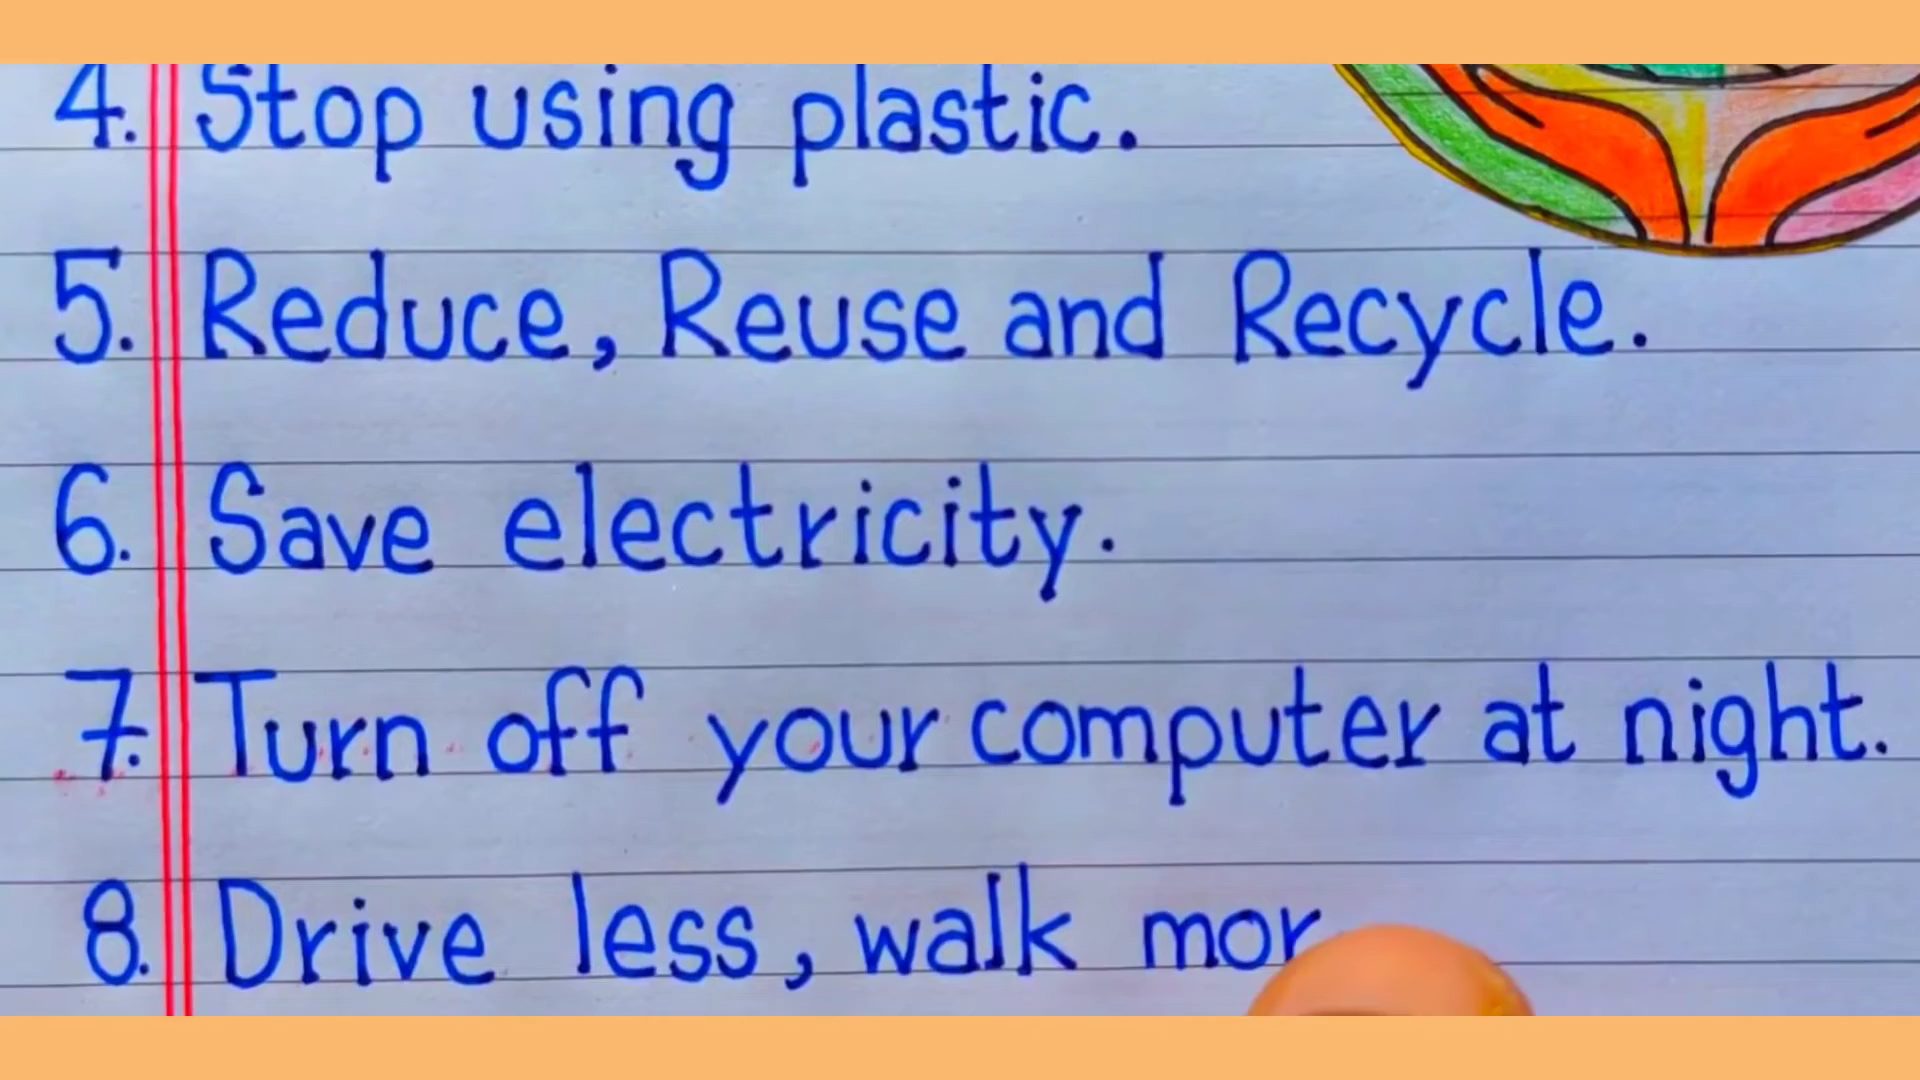 4. Stop using plastic.
5. Reduce, Reuse and Recycle.
6. Save electricity.
7. Turn off your computer at night.
8. Drive less, walk mor